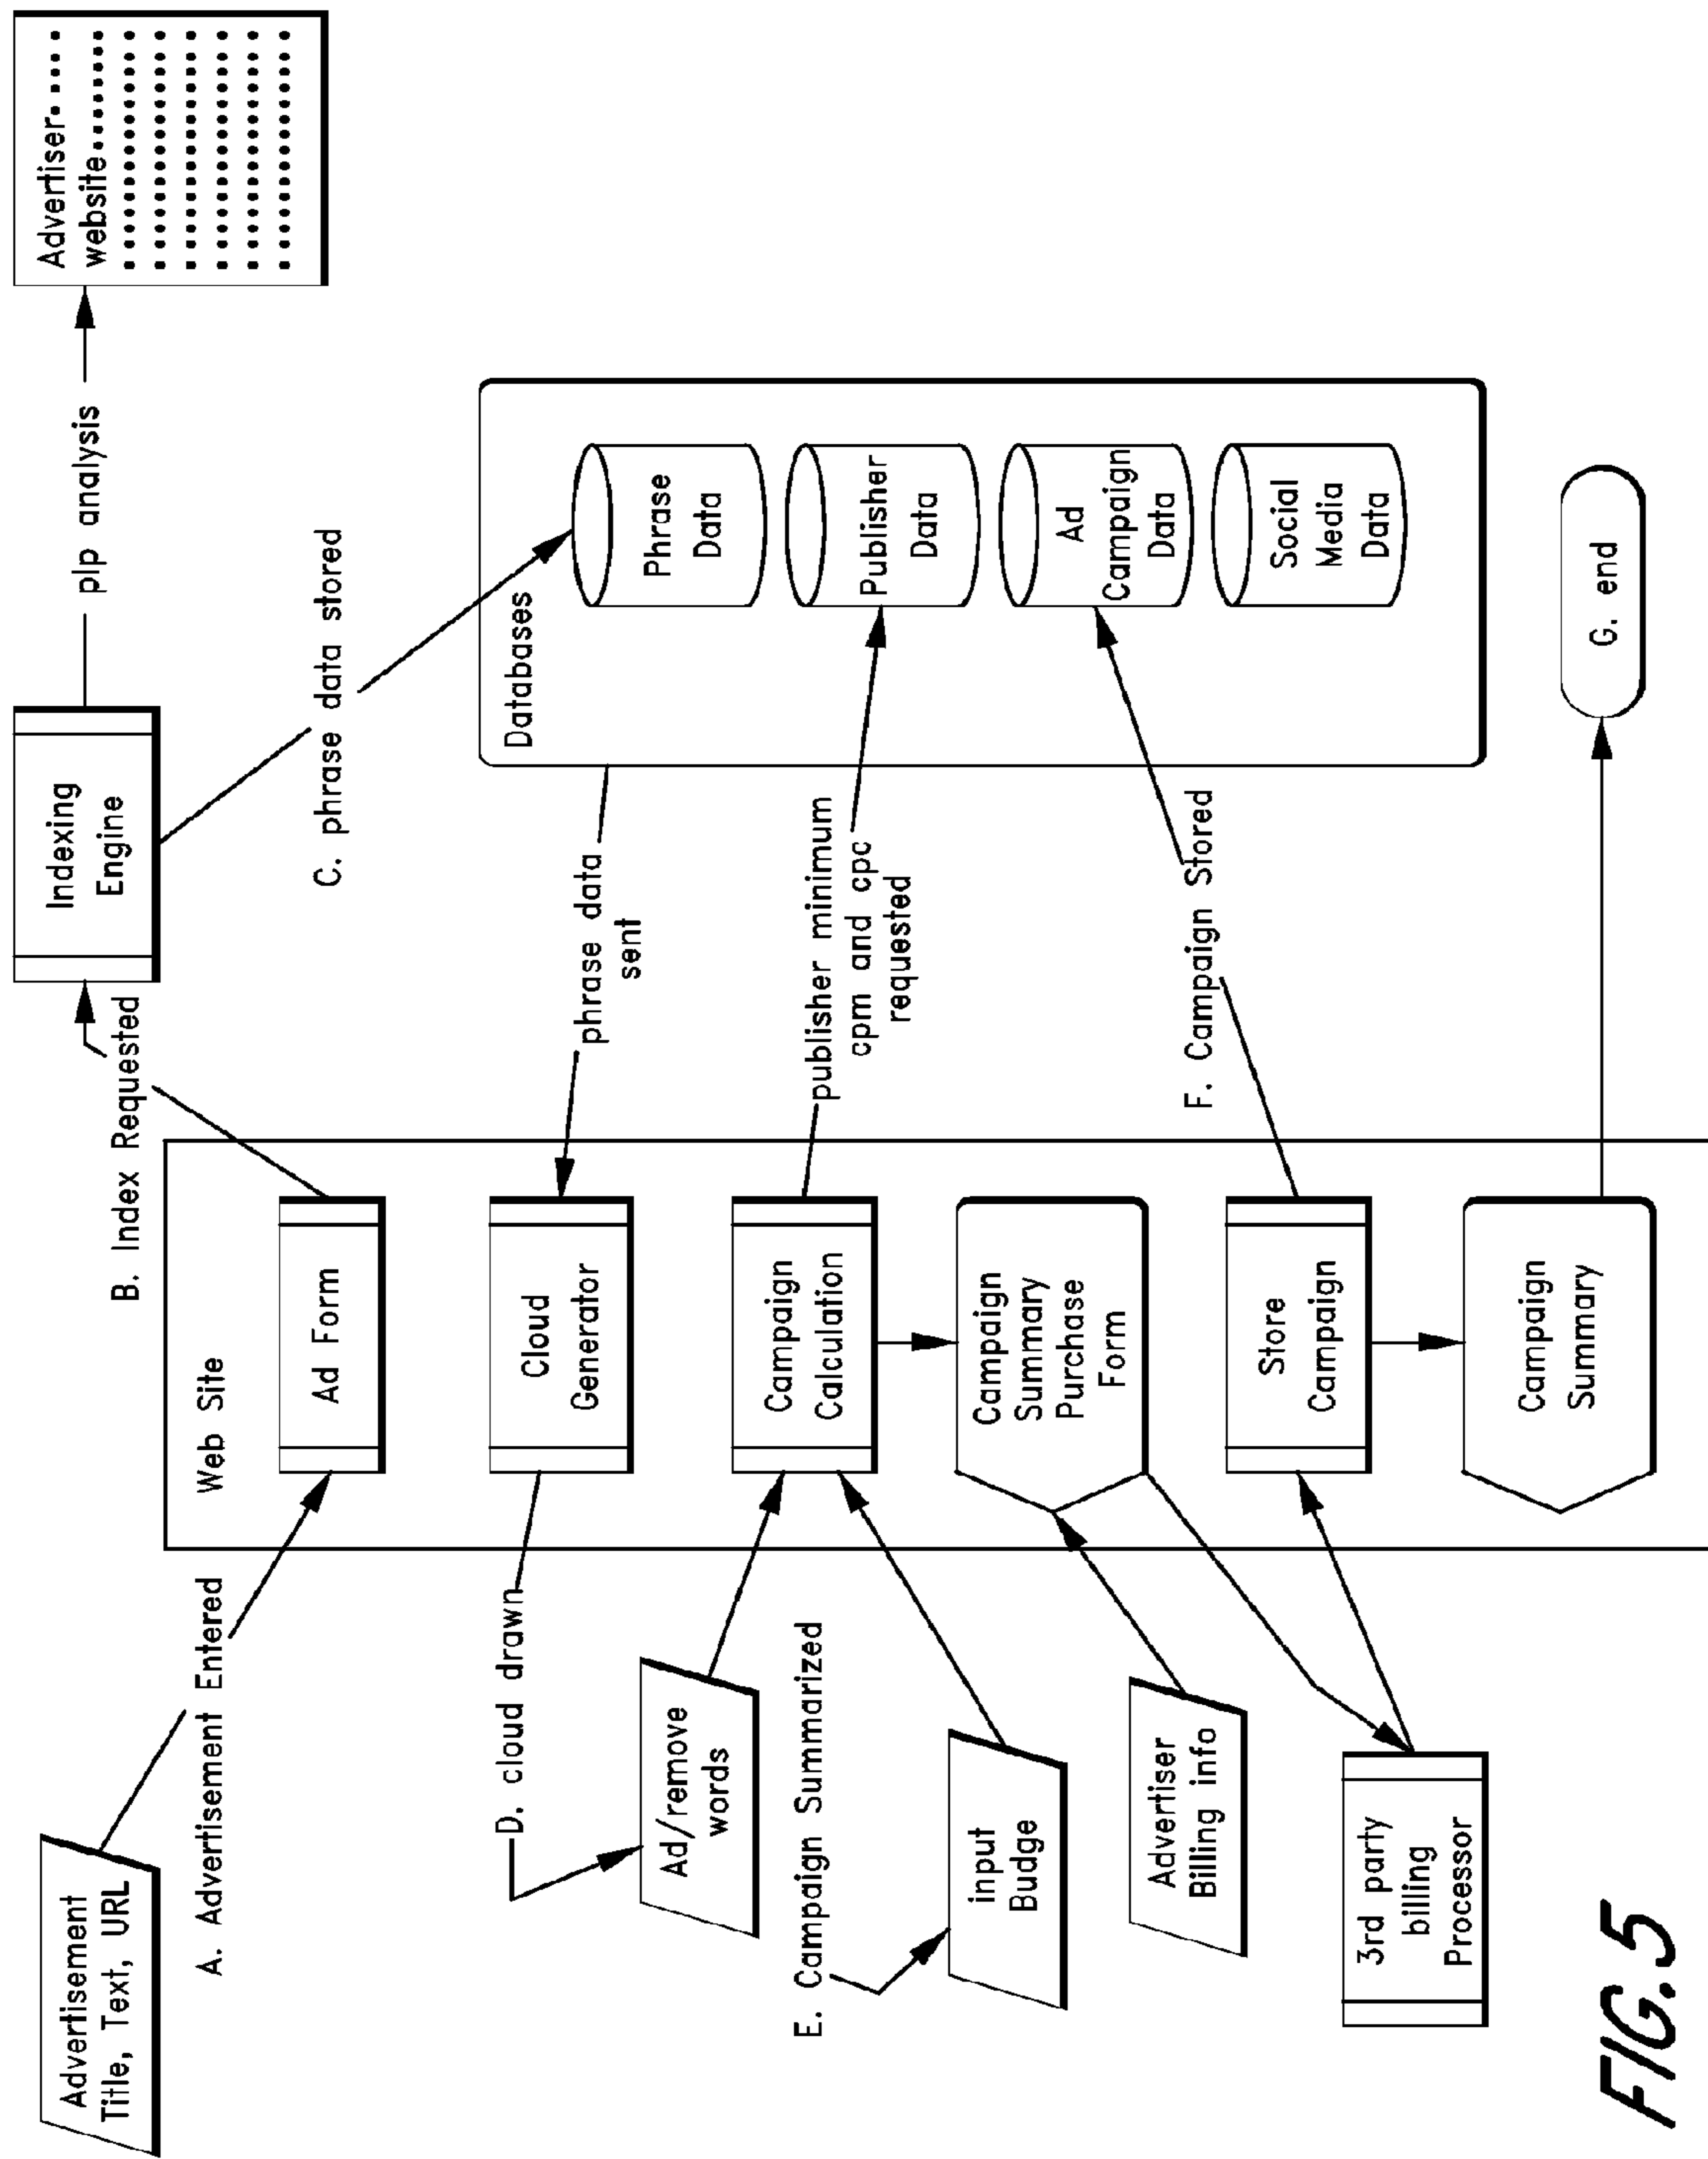 Advertisement
Title, Text, URL
A. Advertisement Entered
B. Index Requested
Indexing
Engine
plp analysis
Advertiser
website
C. phrase data stored
Web Site
Ad Form
Cloud
Generator
phrase data
sent
D. cloud drawn
Ad/remove
words
Campaign
Calculation
publisher minimum
cpm and cpc
requested
E. Campaign Summarized
input
Budge
Campaign
Summary
Purchase
Form
Advertiser
Billing info
3rd party
billing
Processor
Store
Campaign
F. Campaign Stored
Campaign
Summary
Databases
Phrase
Data
Publisher
Data
Ad
Campaign
Data
Social
Media
Data
G. end
FIG.5